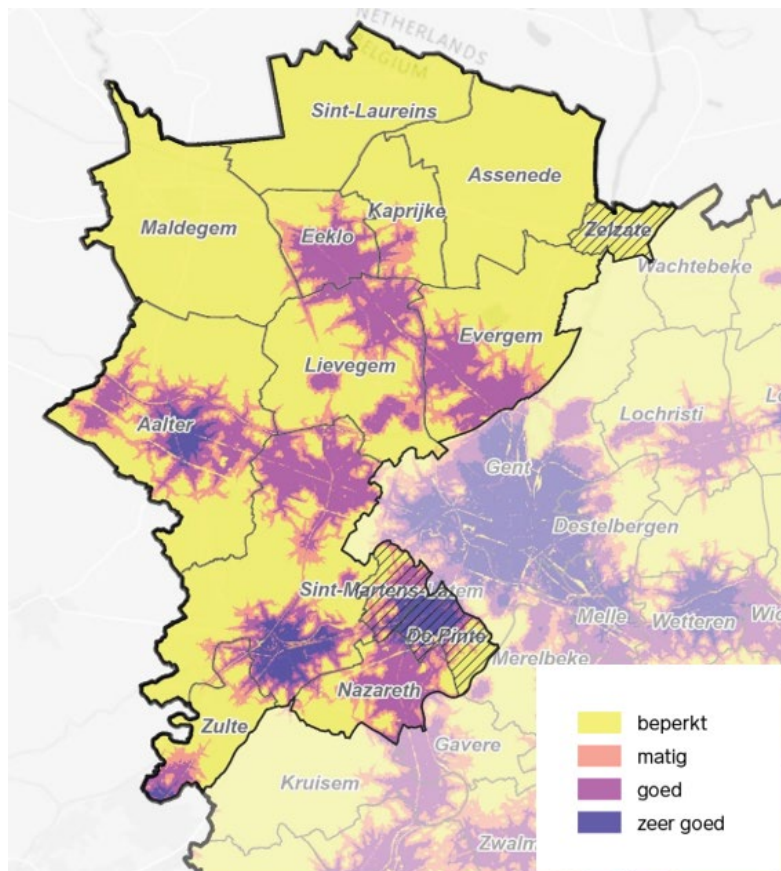 NETHERLANDS
BELGIUM
Sint-Laureins
Assenede
Kaprijke
Maldegem
Eeklo
Zelzate
Wachtebeke
Evergem
Lievegem
Lochristi
Aalter
Gent
Destelbergen
Sint-Martens-Latem
Melle
Wetteren
De Pinte
Merelbeke
Nazareth
Zulte
Gavere
Kruisem
beperkt
matig
goed
zeer goed